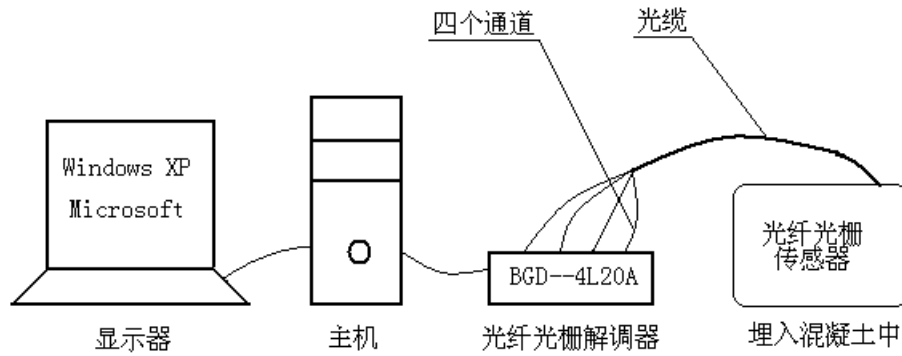 四个通道
光缆
Windows XP
Microsoft
光纤光栅
传感器
BGD--4L20A
显示器
主机
光纤光栅解调器
埋入混凝土中